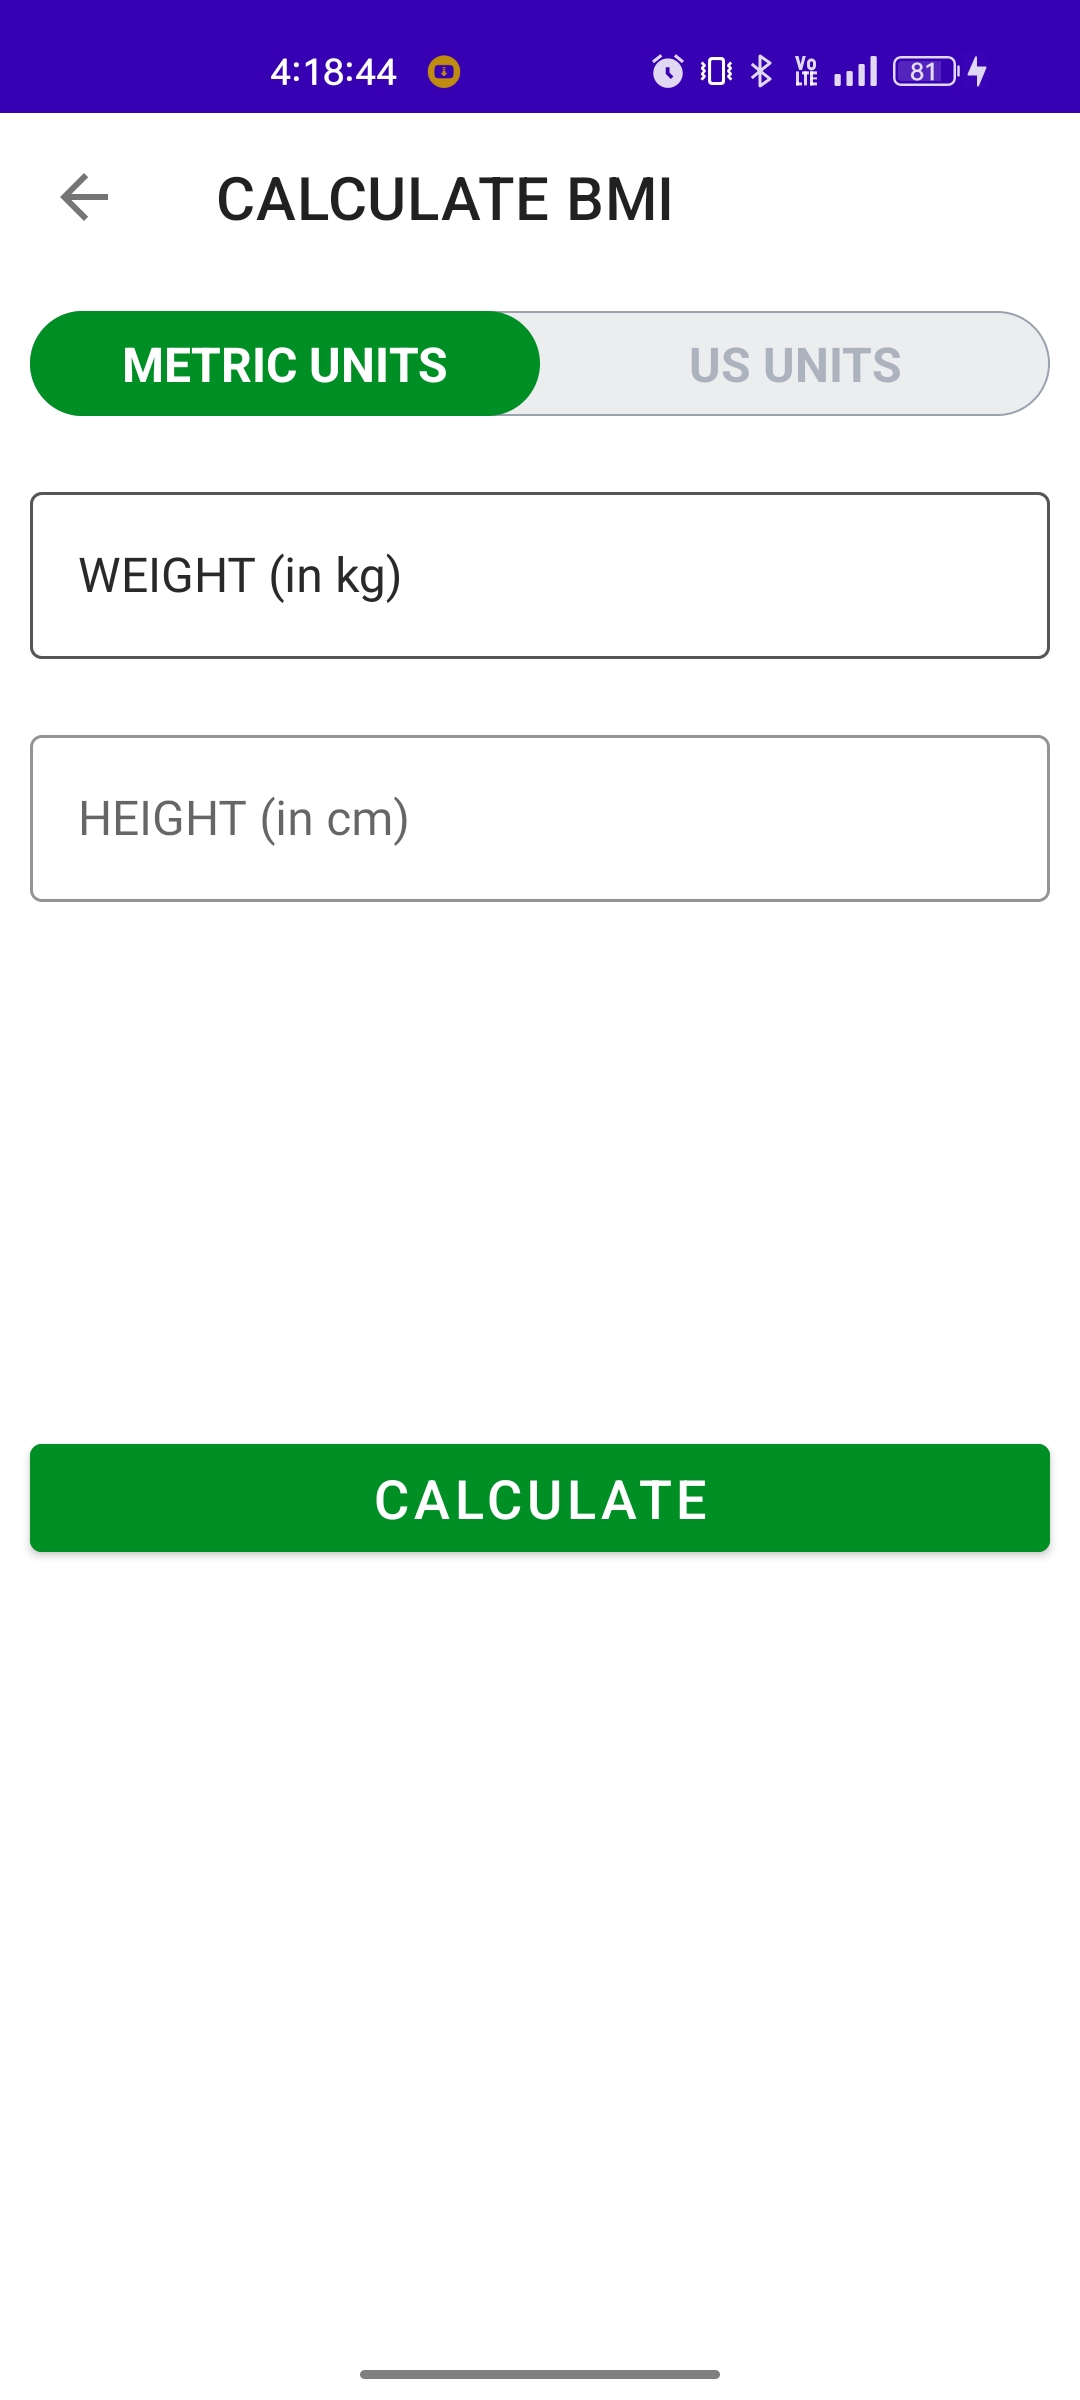 4:18:44 Vo LTE 81
CALCULATE BMI
METRIC UNITS US UNITS
WEIGHT (in kg)
HEIGHT (in cm)
CALCULATE